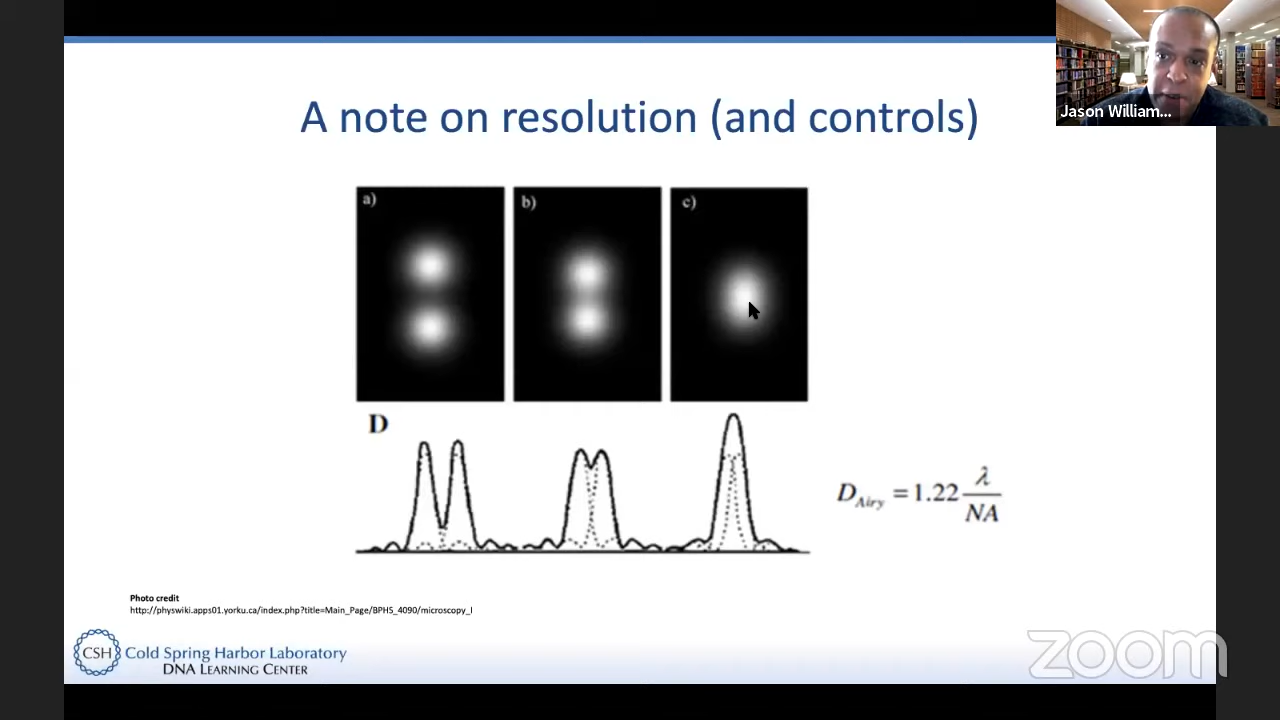 Jason William...
A note on resolution (and controls)
a)
b)
c)
D
D_Airy = 1.22 λ/NA
Photo credit
http://physwiki.apps01.yorku.ca/index.php?title=Main_Page/BPHS_4090/microscopy_I
CSH Cold Spring Harbor Laboratory
DNA LEARNING CENTER
zoom